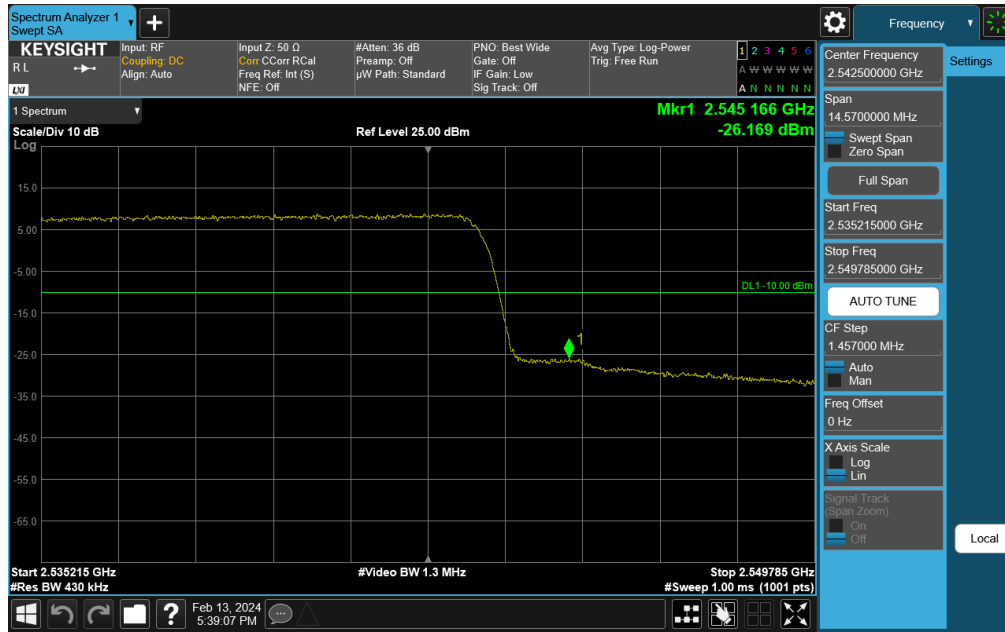 Spectrum Analyzer 1
Swept SA
+
Frequency
KEYSIGHT
R L
LXI
Input: RF
Coupling: DC
Align: Auto
Input Z: 50 Ω
Corr CCorr RCal
Freq Ref: Int (S)
NFE: Off
#Atten: 36 dB
Preamp: Off
µW Path: Standard
PNO: Best Wide
Gate: Off
IF Gain: Low
Sig Track: Off
Avg Type: Log-Power
Trig: Free Run
1 2 3 4 5 6
A W W W W W
A N N N N N
1 Spectrum
Scale/Div 10 dB
Log
Ref Level 25.00 dBm
Mkr1 2.545 166 GHz
-26.169 dBm
15.0
5.00
-5.00
-15.0
-25.0
-35.0
-45.0
-55.0
-65.0
DL1 -10.00 dBm
1
Start 2.535215 GHz
#Res BW 430 kHz
#Video BW 1.3 MHz
Stop 2.549785 GHz
#Sweep 1.00 ms (1001 pts)
Center Frequency
2.542500000 GHz
Span
14.5700000 MHz
Swept Span
Zero Span
Full Span
Start Freq
2.535215000 GHz
Stop Freq
2.549785000 GHz
AUTO TUNE
CF Step
1.457000 MHz
Auto
Man
Freq Offset
0 Hz
X Axis Scale
Log
Lin
Signal Track
(Span Zoom)
On
Off
Settings
Local
?
Feb 13, 2024
5:39:07 PM